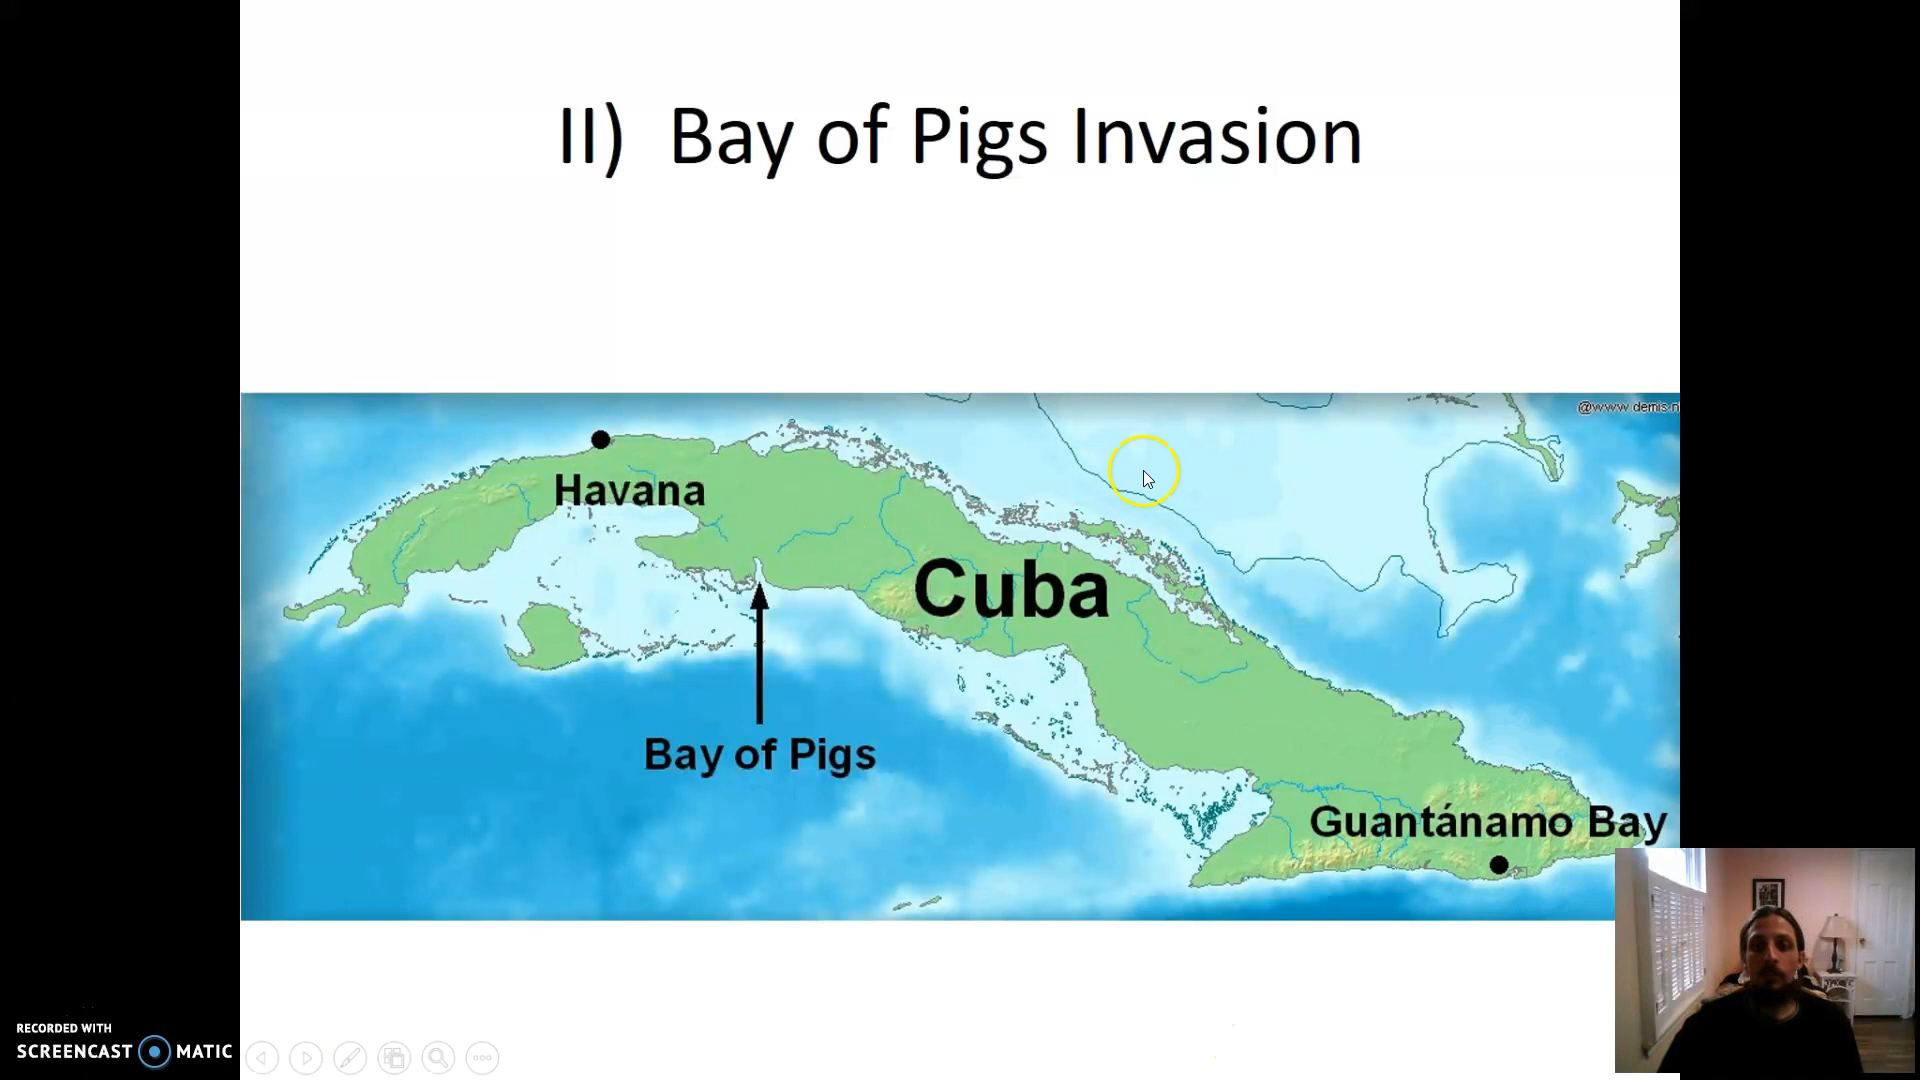 II) Bay of Pigs Invasion
@www.demis.n
Havana
Cuba
Bay of Pigs
Guantánamo Bay
RECORDED WITH
SCREENCAST MATIC